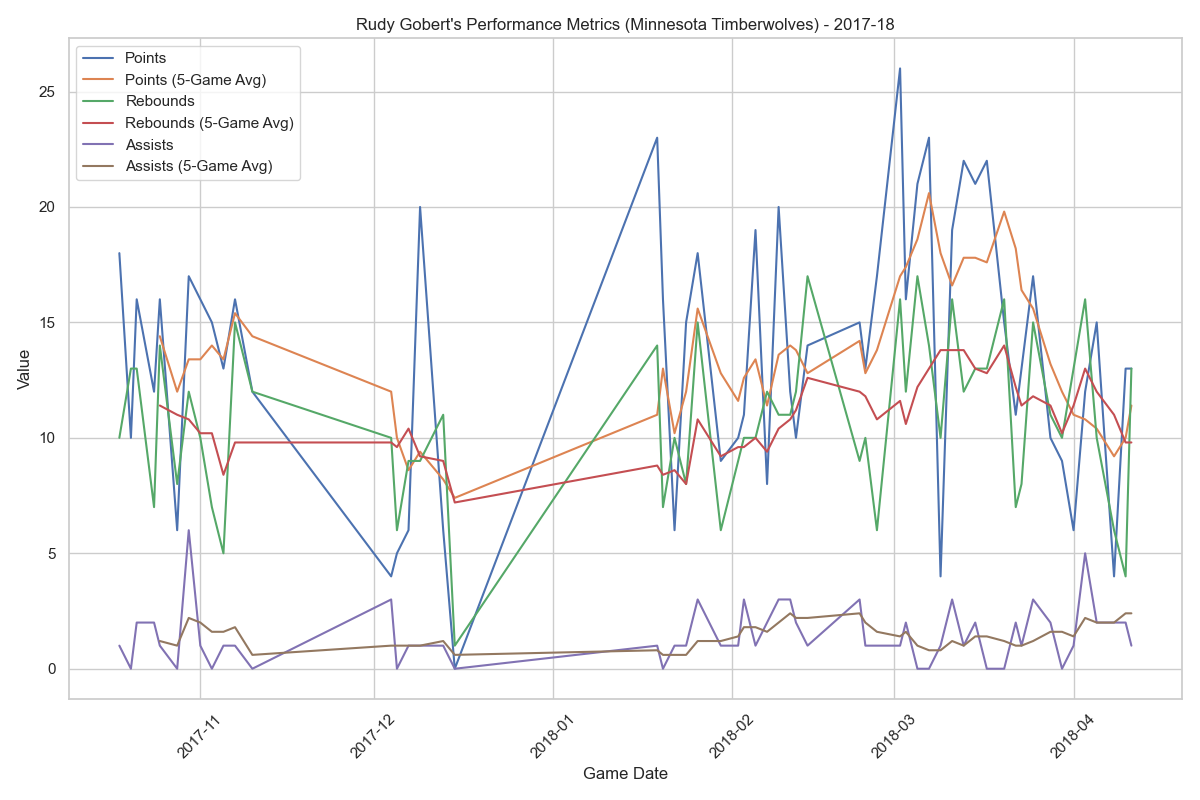 Rudy Gobert's Performance Metrics (Minnesota Timberwolves) - 2017-18
Points
Points (5-Game Avg)
Rebounds
Rebounds (5-Game Avg)
Assists
Assists (5-Game Avg)
25
20
15
10
5
0
Value
2017-11
2017-12
2018-01
2018-02
2018-03
2018-04
Game Date